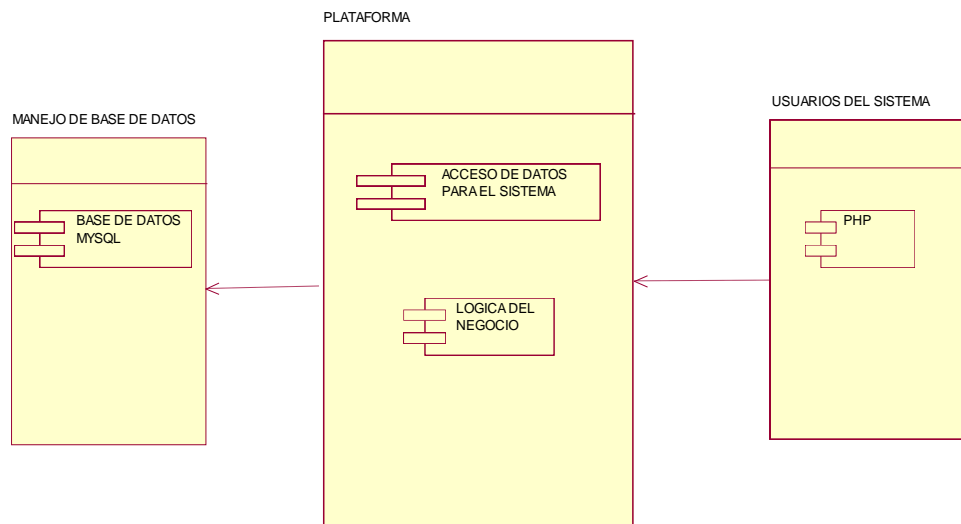 PLATAFORMA
MANEJO DE BASE DE DATOS
USUARIOS DEL SISTEMA
BASE DE DATOS
MYSQL
ACCESO DE DATOS
PARA EL SISTEMA
LOGICA DEL
NEGOCIO
PHP